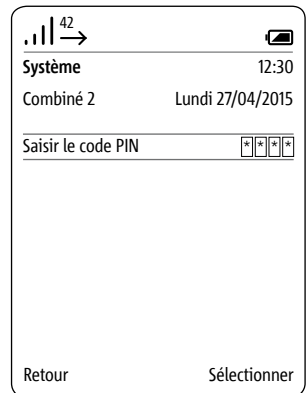 42
Système 12:30
Combiné 2 Lundi 27/04/2015
Saisir le code PIN ****
Retour Sélectionner